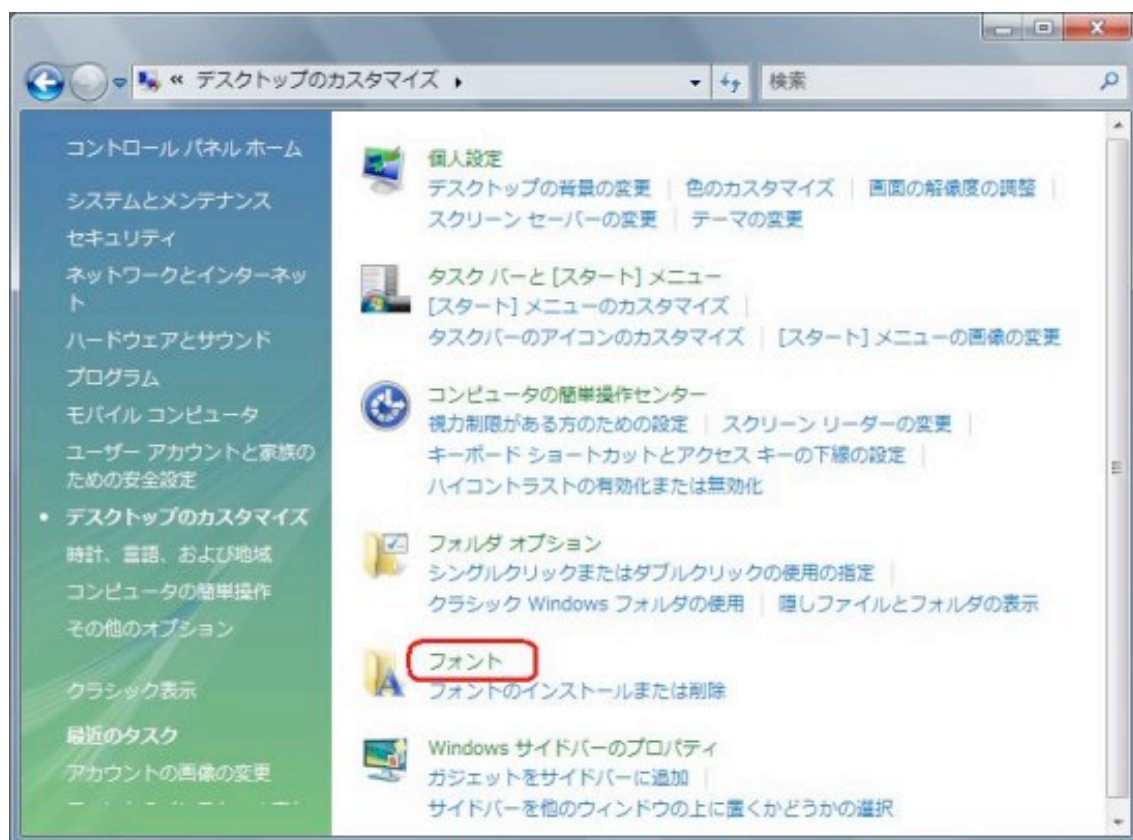 « デスクトップのカスタマイズ
検索
コントロール パネル ホーム
システムとメンテナンス
セキュリティ
ネットワークとインターネッ
ト
ハードウェアとサウンド
プログラム
モバイル コンピュータ
ユーザー アカウントと家族の
ための安全設定
• デスクトップのカスタマイズ
時計、言語、および地域
コンピュータの簡単操作
その他のオプション
クラシック表示
最近のタスク
アカウントの画像の変更
個人設定
デスクトップの背景の変更 | 色のカスタマイズ | 画面の解像度の調整 |
スクリーン セーバーの変更 | テーマの変更
タスク バーと [スタート] メニュー
[スタート] メニューのカスタマイズ |
タスクバーのアイコンのカスタマイズ | [スタート] メニューの画像の変更
コンピュータの簡単操作センター
視力制限がある方のための設定 | スクリーン リーダーの変更 |
キーボード ショートカットとアクセス キーの下線の設定 |
ハイコントラストの有効化または無効化
フォルダ オプション
シングルクリックまたはダブルクリックの使用の指定 |
クラシック Windows フォルダの使用 |隠しファイルとフォルダの表示
フォント
フォントのインストールまたは削除
Windows サイドバーのプロパティ
ガジェットをサイドバーに追加 |
サイドバーを他のウィンドウの上に置くかどうかの選択